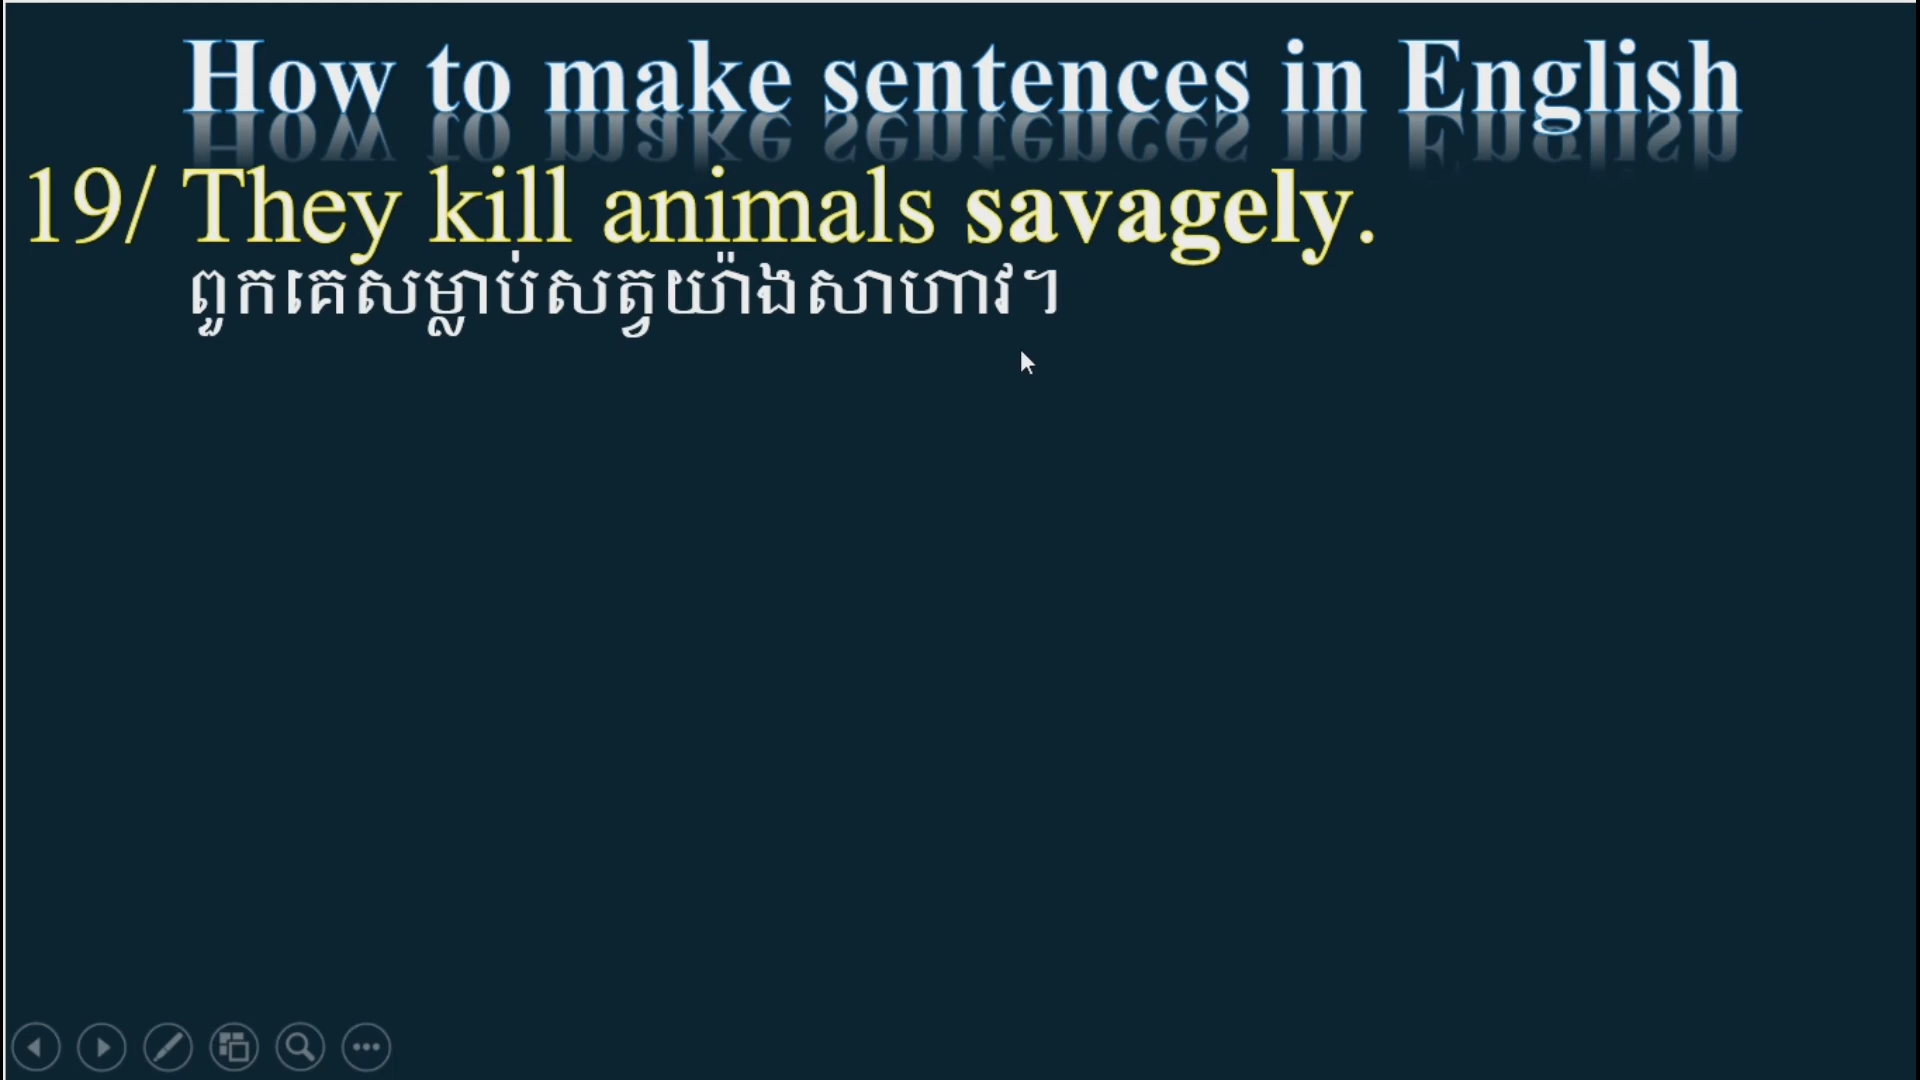 How to make sentences in English
19/ They kill animals savagely.
ពួកគេសម្លាប់សត្វយ៉ាងសាហាវ។